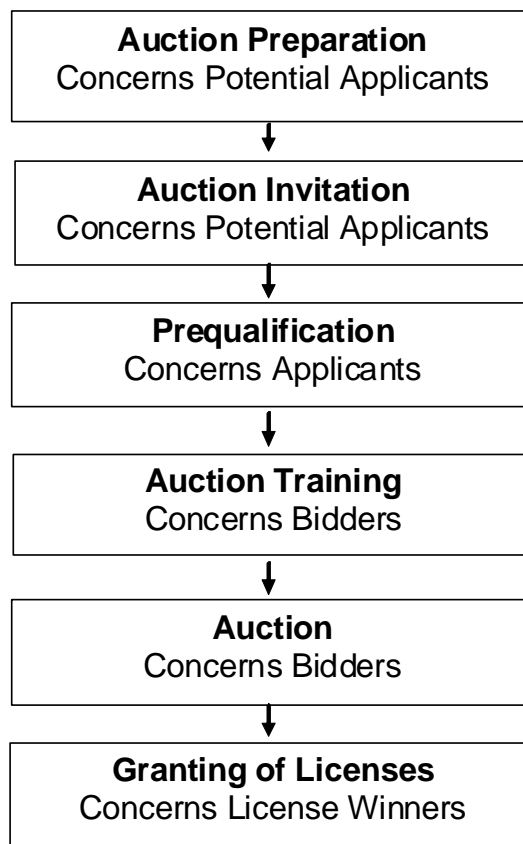 Auction Preparation
Concerns Potential Applicants
Auction Invitation
Concerns Potential Applicants
Prequalification
Concerns Applicants
Auction Training
Concerns Bidders
Auction
Concerns Bidders
Granting of Licenses
Concerns License Winners